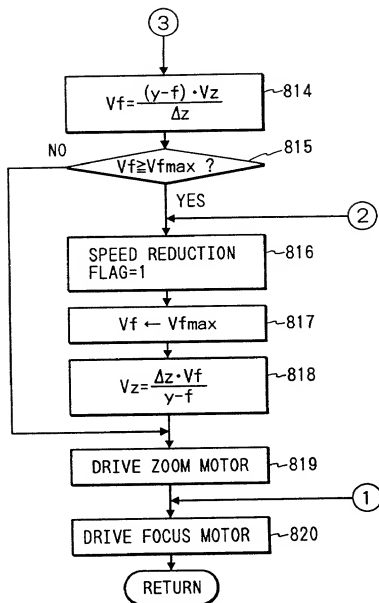 3
Vf=(y-f)・Vz/Δz
814
815
NO
Vf≧Vfmax ?
YES
2
SPEED REDUCTION
FLAG=1
816
Vf ← Vfmax
817
Vz=Δz・Vf/y-f
818
DRIVE ZOOM MOTOR
819
1
DRIVE FOCUS MOTOR
820
RETURN